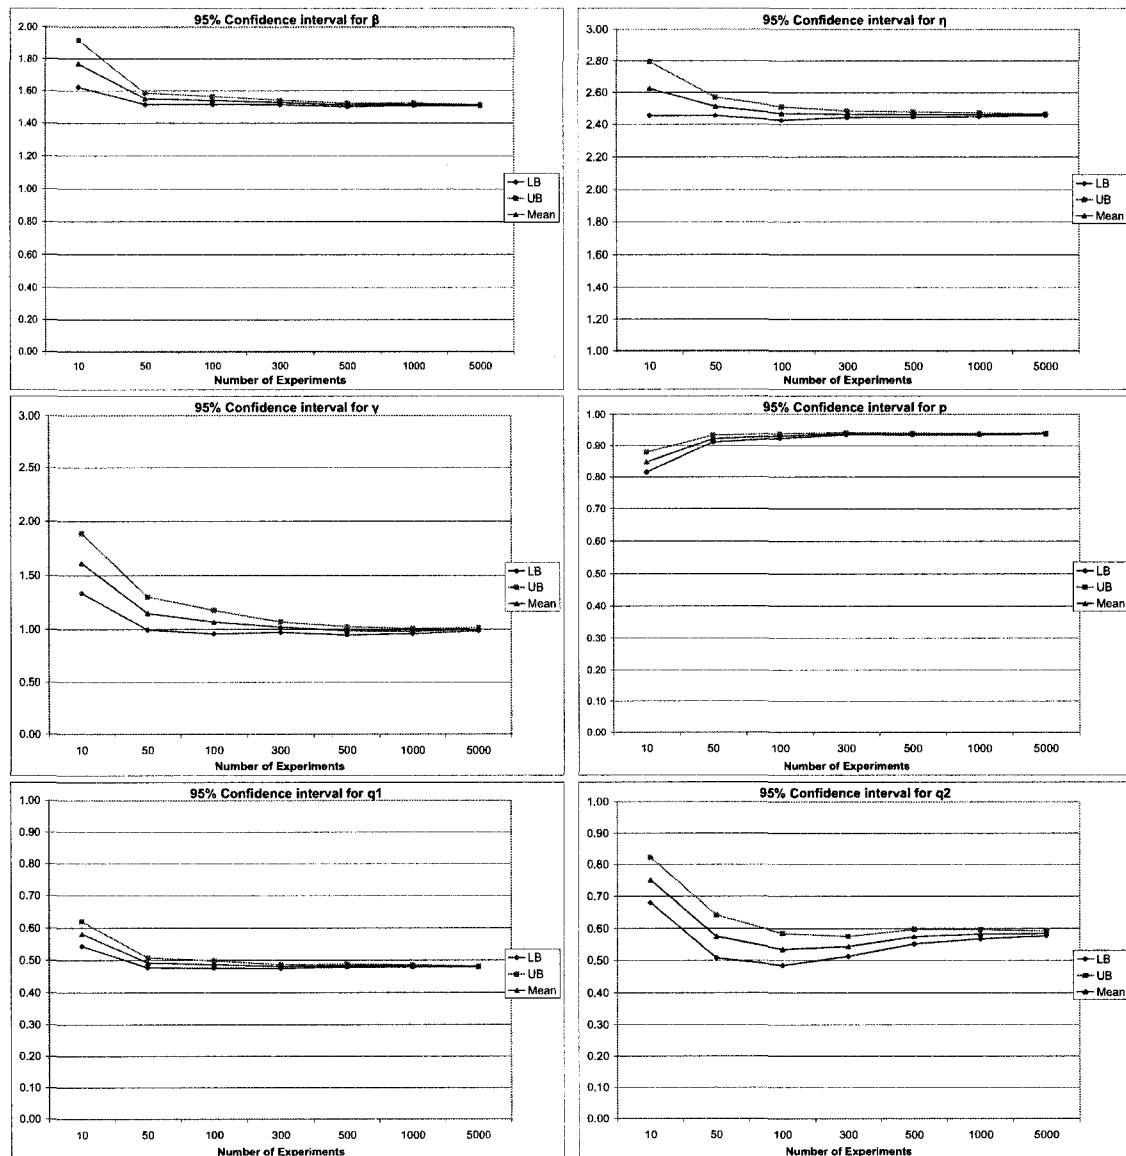 95% Confidence interval for β
2.00
1.80
1.60
1.40
1.20
1.00
0.80
0.60
0.40
0.20
0.00
10 50 100 300 500 1000 5000
Number of Experiments
LB
UB
Mean
95% Confidence interval for η
3.00
2.80
2.60
2.40
2.20
2.00
1.80
1.60
1.40
1.20
1.00
10 50 100 300 500 1000 5000
Number of Experiments
LB
UB
Mean
95% Confidence interval for γ
3.00
2.50
2.00
1.50
1.00
0.50
0.00
10 50 100 300 500 1000 5000
Number of Experiments
LB
UB
Mean
95% Confidence interval for p
1.00
0.90
0.80
0.70
0.60
0.50
0.40
0.30
0.20
0.10
0.00
10 50 100 300 500 1000 5000
Number of Experiments
LB
UB
Mean
95% Confidence interval for q1
1.00
0.90
0.80
0.70
0.60
0.50
0.40
0.30
0.20
0.10
0.00
10 50 100 300 500 1000 5000
Number of Experiments
LB
UB
Mean
95% Confidence interval for q2
1.00
0.90
0.80
0.70
0.60
0.50
0.40
0.30
0.20
0.10
0.00
10 50 100 300 500 1000 5000
Number of Experiments
LB
UB
Mean